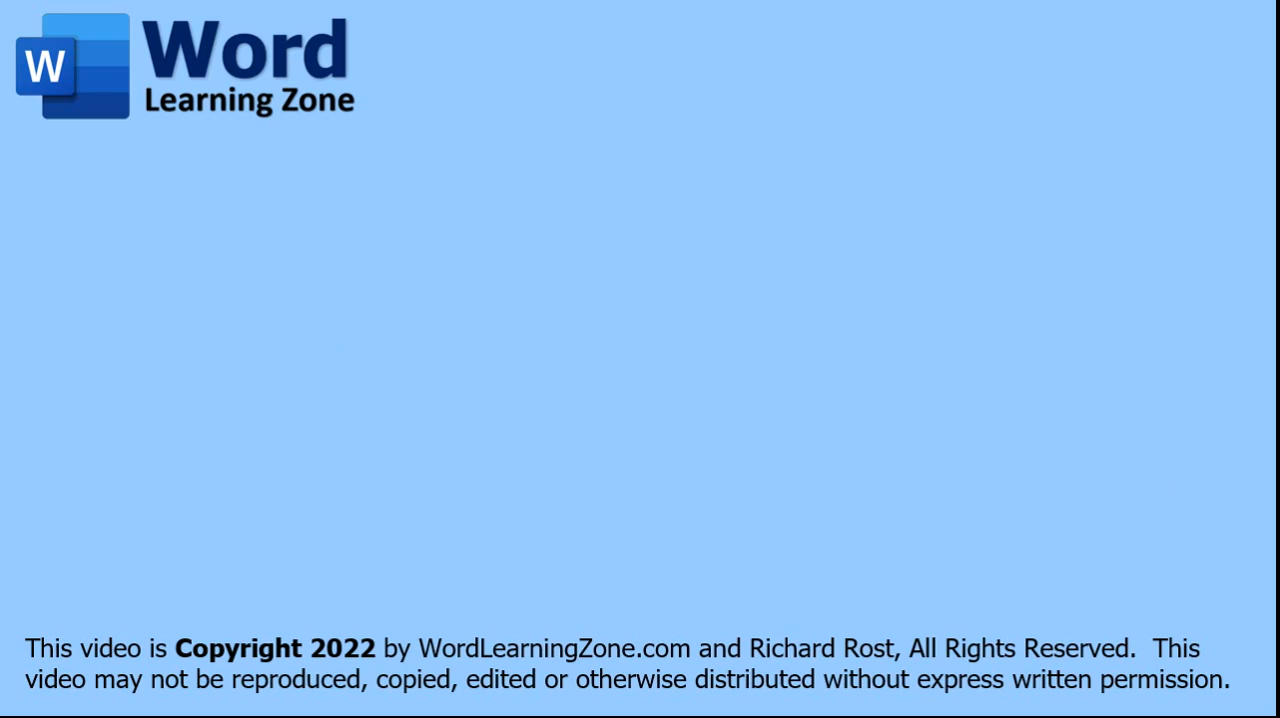 W
Word
Learning Zone
This video is Copyright 2022 by WordLearningZone.com and Richard Rost, All Rights Reserved.  This
video may not be reproduced, copied, edited or otherwise distributed without express written permission.